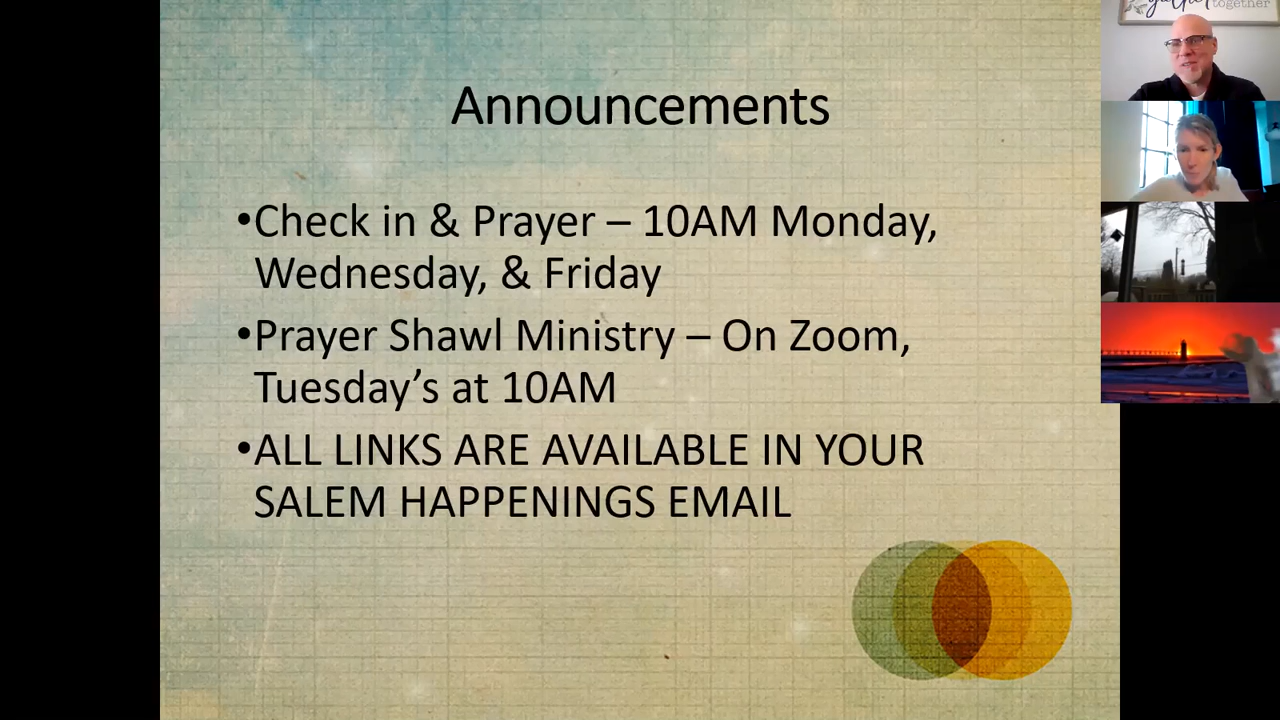 Announcements
•Check in & Prayer – 10AM Monday,
Wednesday, & Friday
•Prayer Shawl Ministry – On Zoom,
Tuesday’s at 10AM
•ALL LINKS ARE AVAILABLE IN YOUR
SALEM HAPPENINGS EMAIL
together